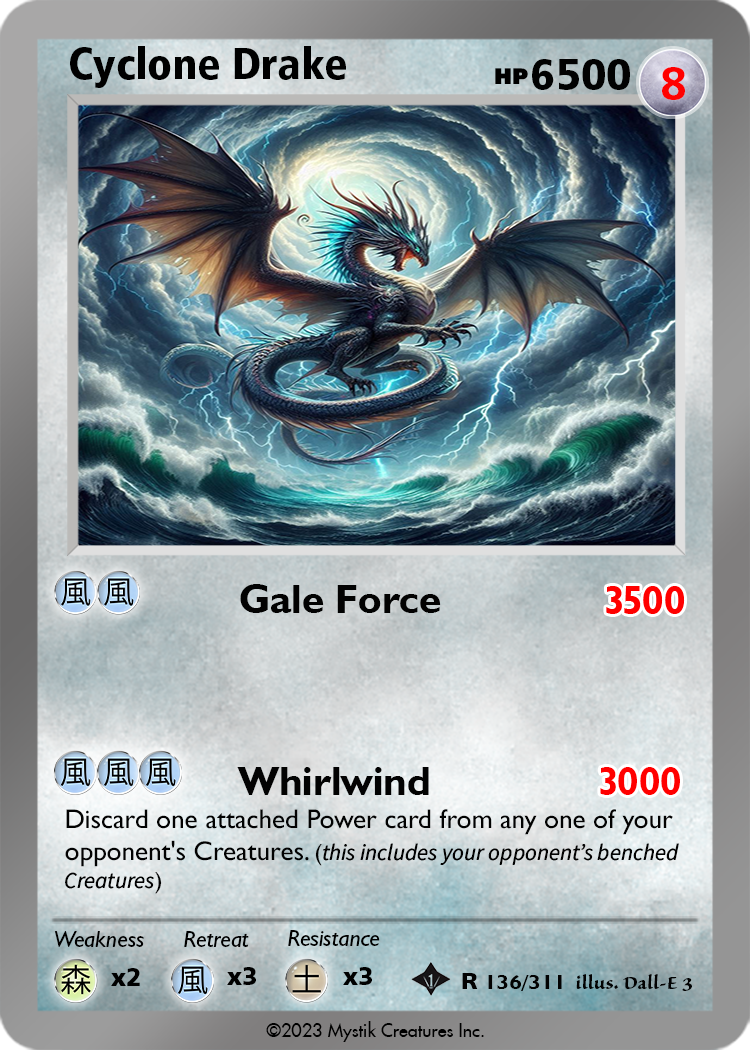 Cyclone Drake HP6500 8
風風 Gale Force 3500
風風風 Whirlwind 3000
Discard one attached Power card from any one of your
opponent's Creatures. (this includes your opponent's benched
Creatures)
Weakness Retreat Resistance
森 x2 風 x3 土 x3 1 R 136/311 illus. Dall-E 3
©2023 Mystik Creatures Inc.